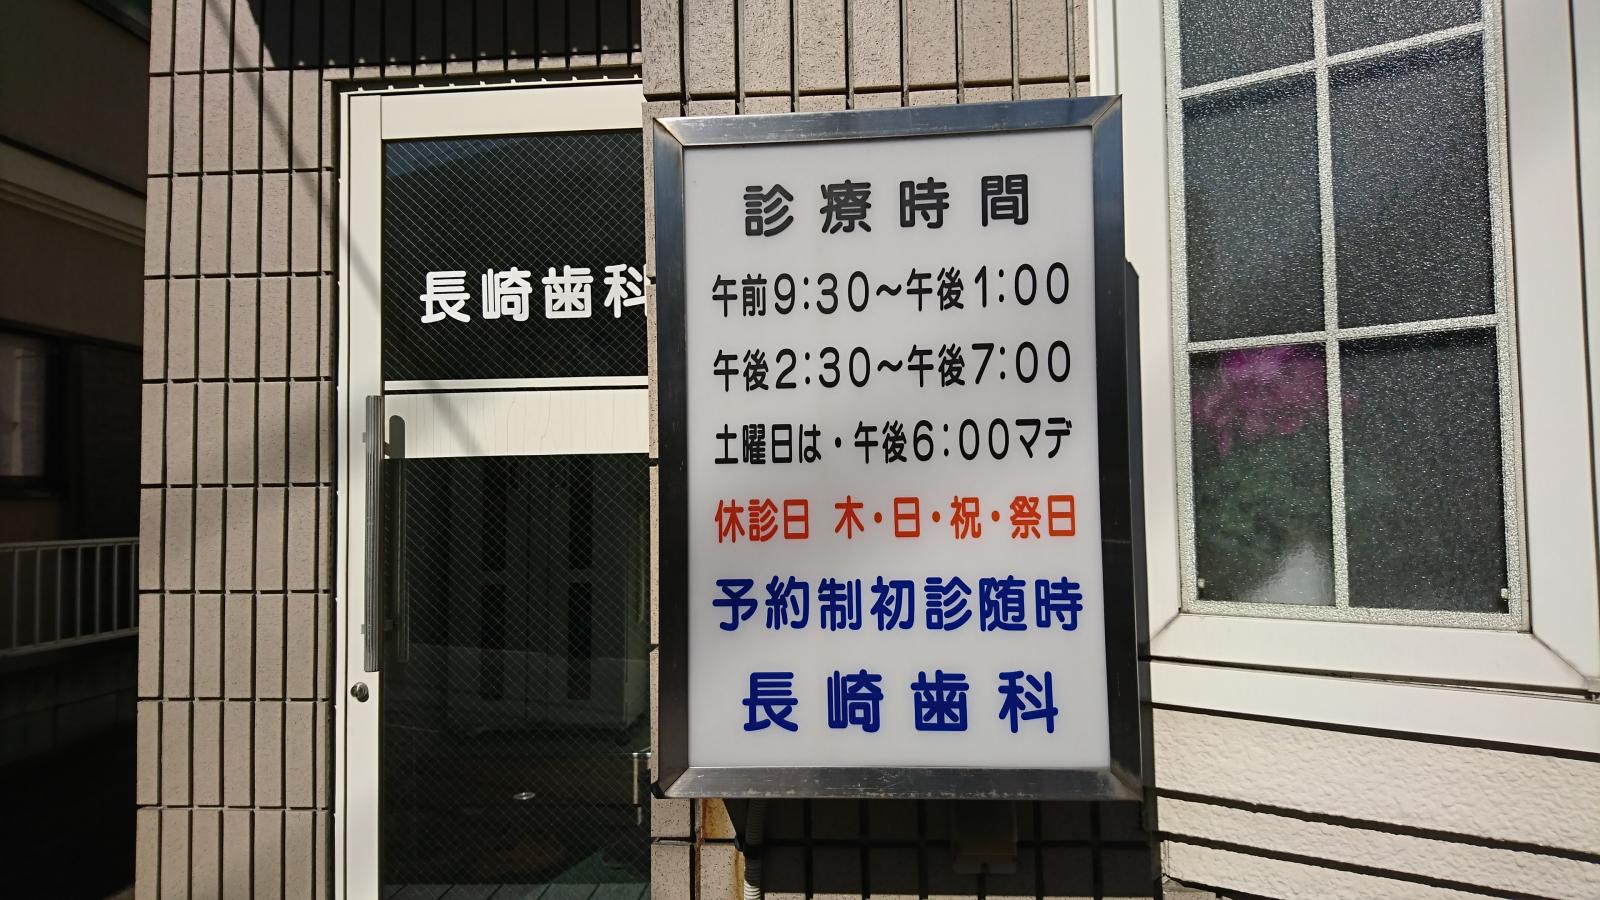 長崎歯科
診療時間
午前9:30〜午後1:00
午後2:30〜午後7:00
土曜日は・午後6:00マデ
休診日 木・日・祝・祭日
予約制初診随時
長崎歯科